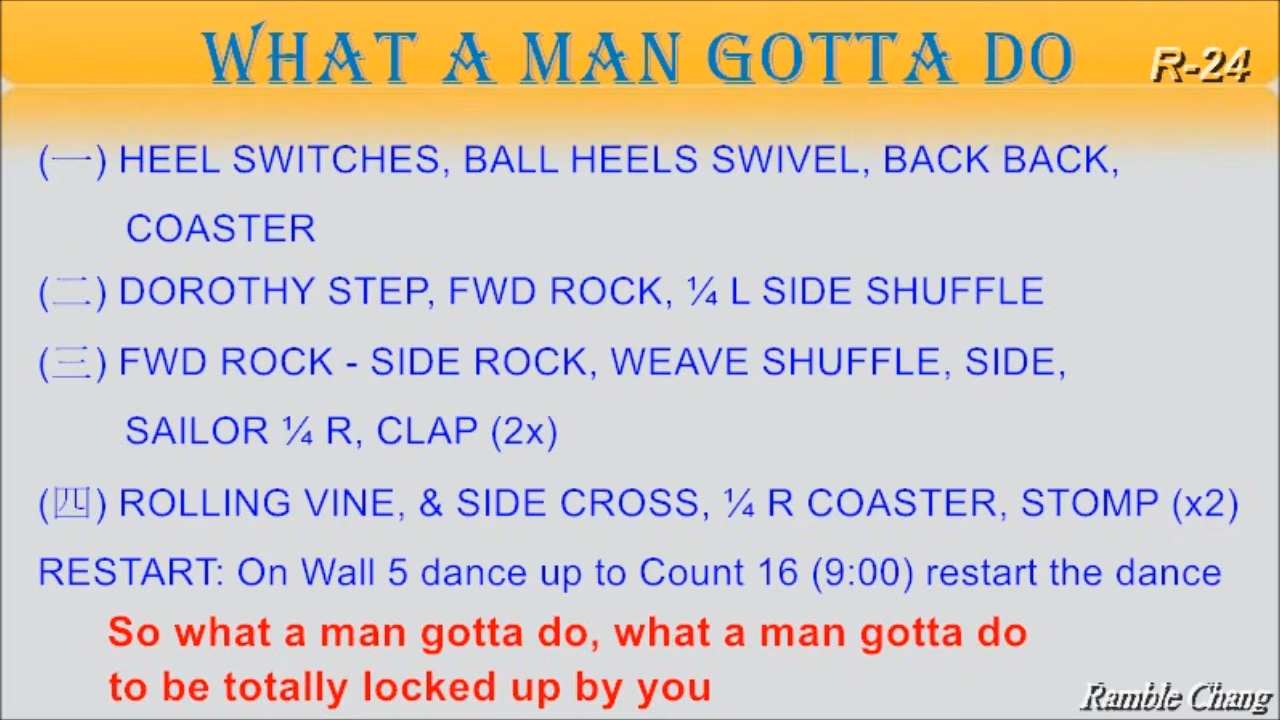 WHAT A MAN GOTTA DO
R-24
(一) HEEL SWITCHES, BALL HEELS SWIVEL, BACK BACK,
COASTER
(二) DOROTHY STEP, FWD ROCK, ¼ L SIDE SHUFFLE
(三) FWD ROCK - SIDE ROCK, WEAVE SHUFFLE, SIDE,
SAILOR ¼ R, CLAP (2x)
(四) ROLLING VINE, & SIDE CROSS, ¼ R COASTER, STOMP (x2)
RESTART: On Wall 5 dance up to Count 16 (9:00) restart the dance
So what a man gotta do, what a man gotta do
to be totally locked up by you
Ramble Chang